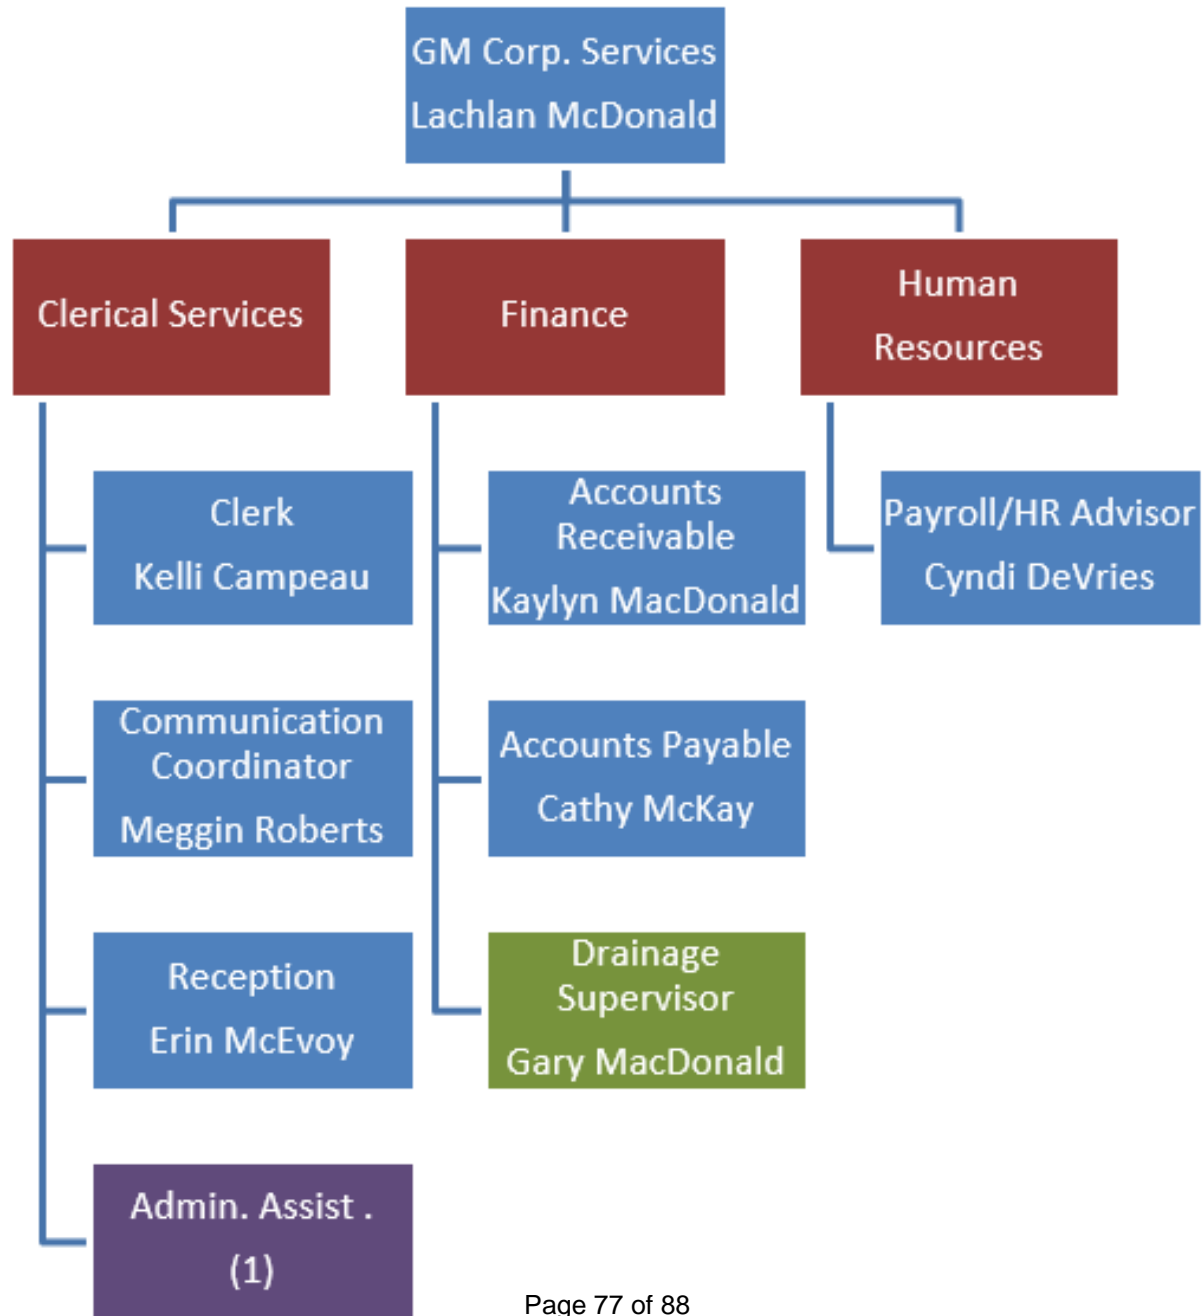 GM Corp. Services
Lachlan McDonald
Clerical Services
Finance
Human
Resources
Clerk
Kelli Campeau
Accounts
Receivable
Kaylyn MacDonald
Payroll/HR Advisor
Cyndi DeVries
Communication
Coordinator
Meggin Roberts
Accounts Payable
Cathy McKay
Reception
Erin McEvoy
Drainage
Supervisor
Gary MacDonald
Admin. Assist .
(1)
Page 77 of 88